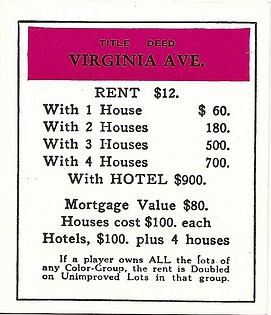 TITLE DEED
VIRGINIA AVE.
RENT $12.
With 1 House $ 60.
With 2 Houses 180.
With 3 Houses 500.
With 4 Houses 700.
With HOTEL $900.
Mortgage Value $80.
Houses cost $100. each
Hotels, $100. plus 4 houses
If a player owns ALL the lots of
any Color-Group, the rent is Doubled
on Unimproved Lots in that group.